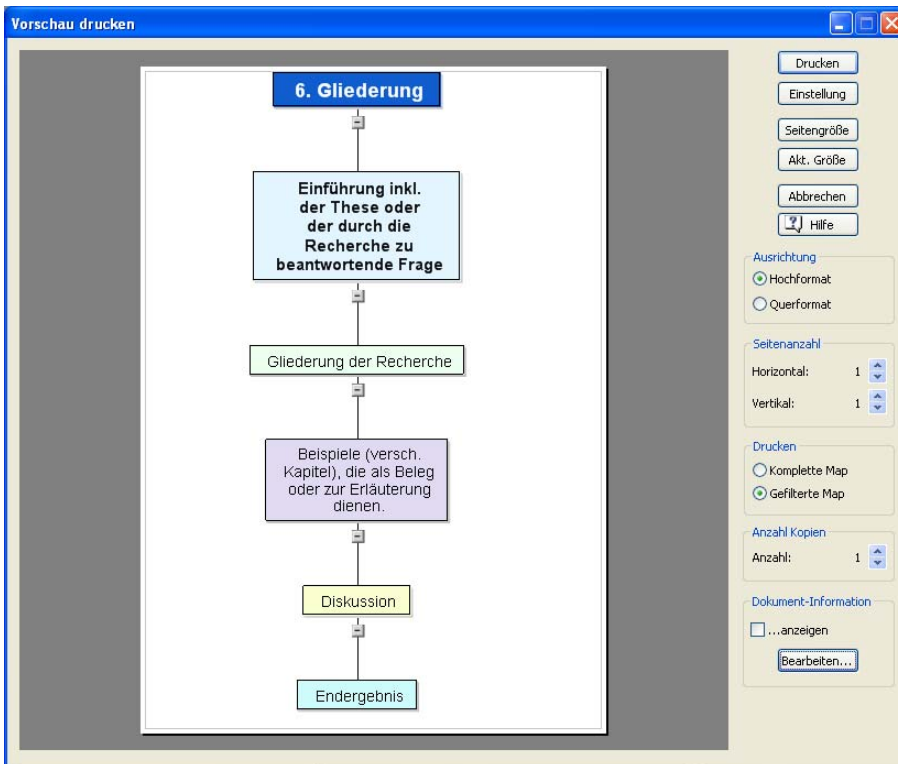 Vorschau drucken
6. Gliederung
Einführung inkl.
der These oder
der durch die
Recherche zu
beantwortende Frage
Gliederung der Recherche
Beispiele (versch.
Kapitel), die als Beleg
oder zur Erläuterung
dienen.
Diskussion
Endergebnis
Drucken
Einstellung
Seitengröße
Akt. Größe
Abbrechen
Hilfe
Ausrichtung
Hochformat
Querformat
Seitenanzahl
Horizontal: 1
Vertikal: 1
Drucken
Komplette Map
Gefilterte Map
Anzahl Kopien
Anzahl: 1
Dokument-Information
...anzeigen
Bearbeiten...